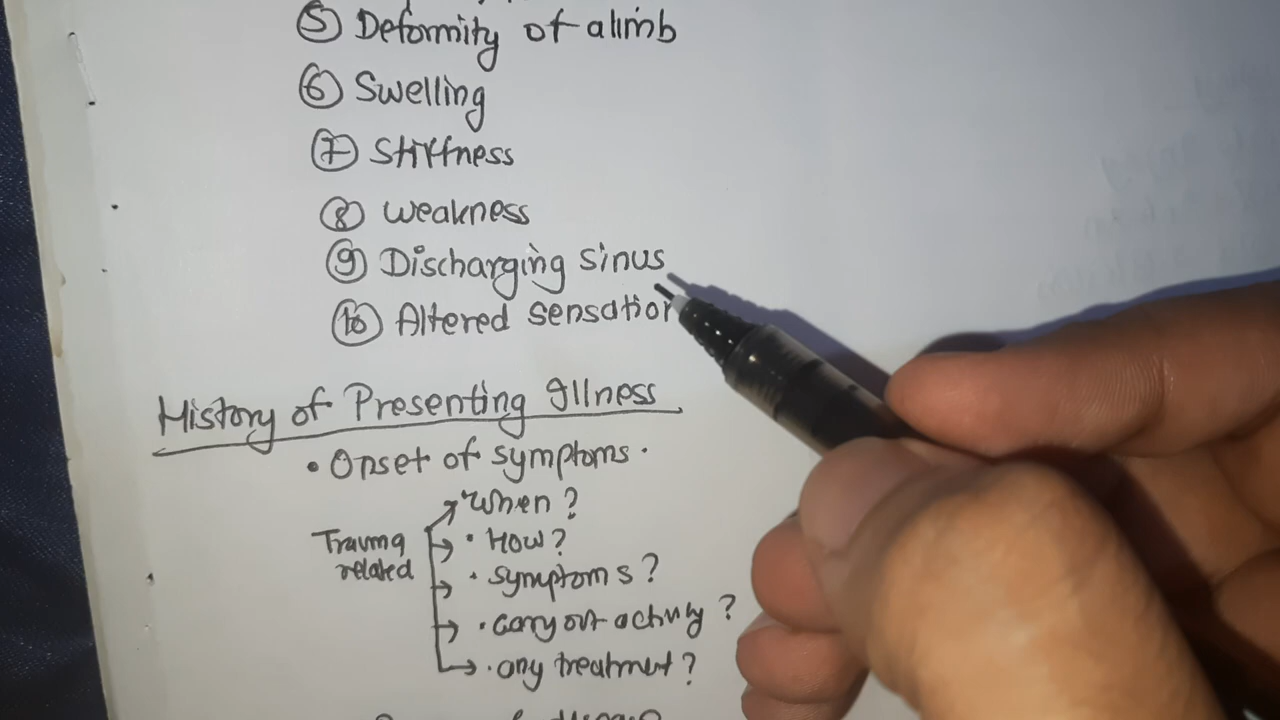 ⑤ Deformity of a limb
⑥ Swelling
⑦ Stiffness
⑧ Weakness
⑨ Discharging sinus
⑩ Altered sensation
History of Presenting Illness
• Onset of symptoms.
Trauma related
When?
• How?
• symptoms?
• carry out activity?
• any treatment?